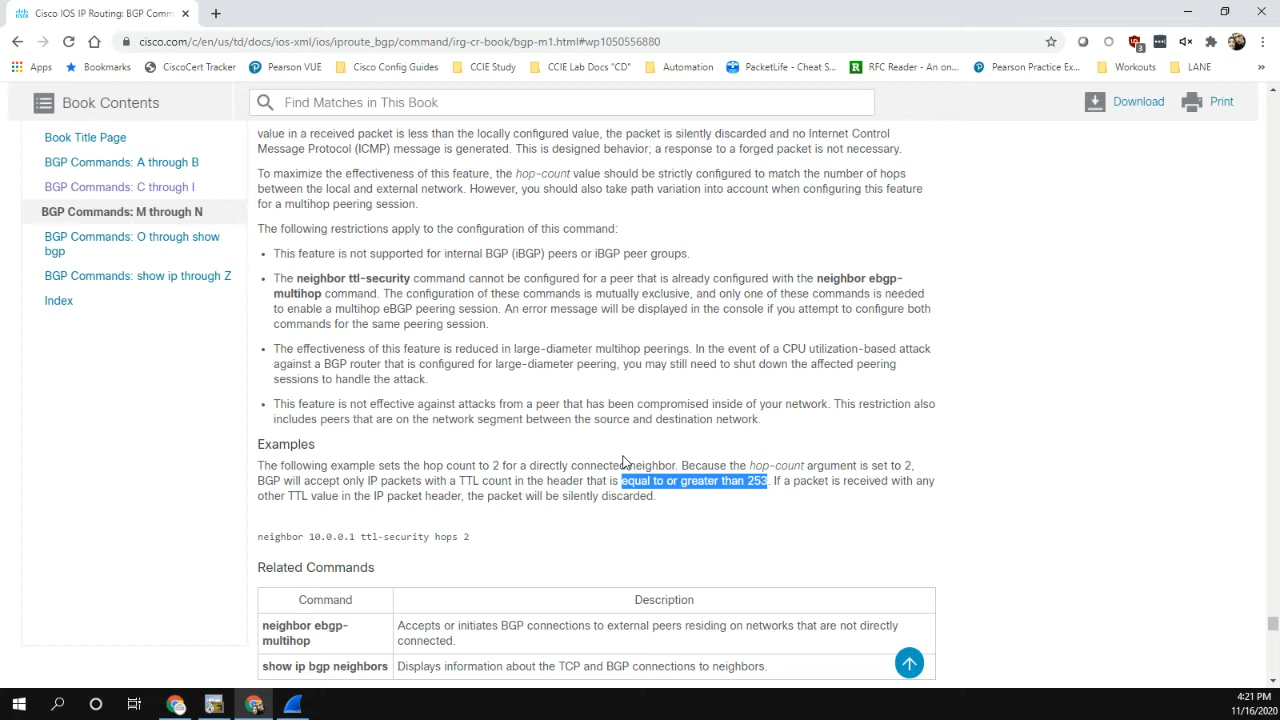 Cisco IOS IP Routing: BGP Comm
cisco.com/c/en/us/td/docs/ios-xml/ios/iproute_bgp/command/irg-cr-book/bgp-m1.html#wp1050556880
3
Apps Bookmarks CiscoCert Tracker Pearson VUE Cisco Config Guides CCIE Study CCIE Lab Docs "CD" Automation PacketLife - Cheat S... RFC Reader - An on... Pearson Practice Ex... Workouts LANE »
Book Contents
Find Matches in This Book
Download Print
Book Title Page
BGP Commands: A through B
BGP Commands: C through I
BGP Commands: M through N
BGP Commands: O through show
bgp
BGP Commands: show ip through Z
Index
value in a received packet is less than the locally configured value, the packet is silently discarded and no Internet Control
Message Protocol (ICMP) message is generated. This is designed behavior; a response to a forged packet is not necessary.
To maximize the effectiveness of this feature, the hop-count value should be strictly configured to match the number of hops
between the local and external network. However, you should also take path variation into account when configuring this feature
for a multihop peering session.
The following restrictions apply to the configuration of this command:
• This feature is not supported for internal BGP (iBGP) peers or iBGP peer groups.
• The neighbor ttl-security command cannot be configured for a peer that is already configured with the neighbor ebgp-
multihop command. The configuration of these commands is mutually exclusive, and only one of these commands is needed
to enable a multihop eBGP peering session. An error message will be displayed in the console if you attempt to configure both
commands for the same peering session.
• The effectiveness of this feature is reduced in large-diameter multihop peerings. In the event of a CPU utilization-based attack
against a BGP router that is configured for large-diameter peering, you may still need to shut down the affected peering
sessions to handle the attack.
• This feature is not effective against attacks from a peer that has been compromised inside of your network. This restriction also
includes peers that are on the network segment between the source and destination network.
Examples
The following example sets the hop count to 2 for a directly connected neighbor. Because the hop-count argument is set to 2,
BGP will accept only IP packets with a TTL count in the header that is equal to or greater than 253. If a packet is received with any
other TTL value in the IP packet header, the packet will be silently discarded.
neighbor 10.0.0.1 ttl-security hops 2
Related Commands
Command Description
neighbor ebgp-
multihop
Accepts or initiates BGP connections to external peers residing on networks that are not directly
connected.
show ip bgp neighbors Displays information about the TCP and BGP connections to neighbors.
4:21 PM
11/16/2020